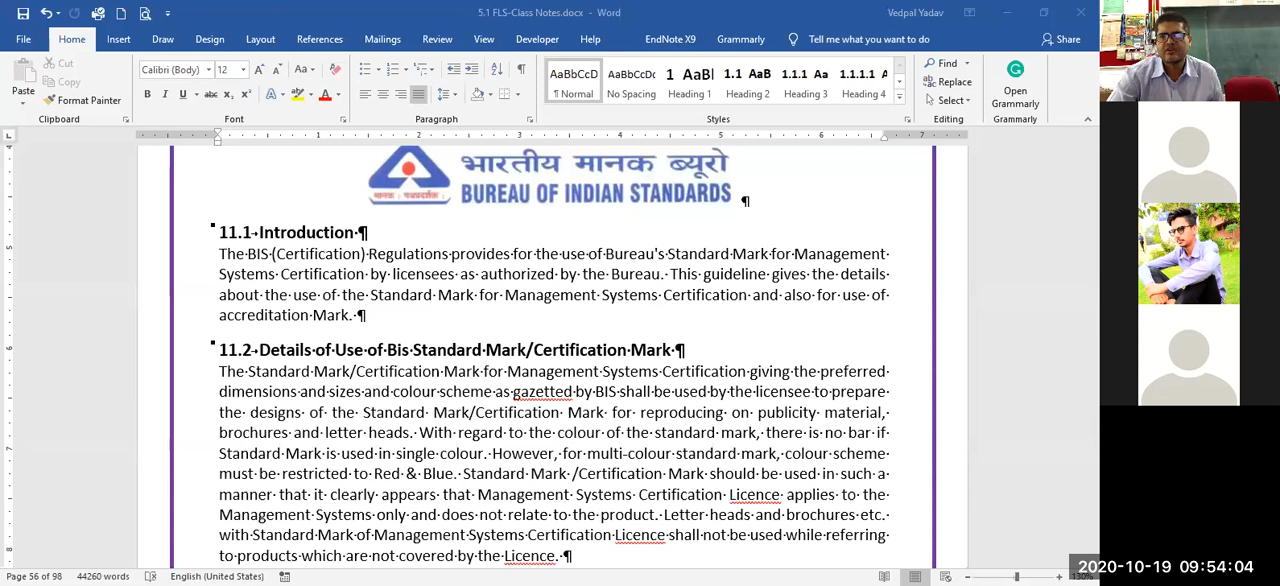 5.1 FLS-Class Notes.docx - Word
Vedpal Yadav
File Home Insert Draw Design Layout References Mailings Review View Developer Help EndNote X9 Grammarly Tell me what you want to do Share
Cut
Copy
Format Painter
Paste
Clipboard
Calibri (Body) 12
Font
Paragraph
AaBbCcD AaBbCcDc 1 AaBl 1.1 AaB 1.1.1 Aa 1.1.1.1 A
¶ Normal No Spacing Heading 1 Heading 2 Heading 3 Heading 4
Styles
Find
Replace
Select
Editing
Open
Grammarly
Grammarly
1 2 3 4 5 6 7
भारतीय मानक ब्यूरो
मानक: पथप्रदर्शक:
BUREAU OF INDIAN STANDARDS ¶
11.1 Introduction ¶
The BIS (Certification) Regulations provides for the use of Bureau's Standard Mark for Management
Systems Certification by licensees as authorized by the Bureau. This guideline gives the details
about the use of the Standard Mark for Management Systems Certification and also for use of
accreditation Mark. ¶
11.2 Details of Use of Bis Standard Mark/Certification Mark ¶
The Standard Mark/Certification Mark for Management Systems Certification giving the preferred
dimensions and sizes and colour scheme as gazetted by BIS shall be used by the licensee to prepare
the designs of the Standard Mark/Certification Mark for reproducing on publicity material,
brochures and letter heads. With regard to the colour of the standard mark, there is no bar if
Standard Mark is used in single colour. However, for multi-colour standard mark, colour scheme
must be restricted to Red & Blue. Standard Mark /Certification Mark should be used in such a
manner that it clearly appears that Management Systems Certification Licence applies to the
Management Systems only and does not relate to the product. Letter heads and brochures etc.
with Standard Mark of Management Systems Certification Licence shall not be used while referring
to products which are not covered by the Licence. ¶
Page 56 of 98 44260 words English (United States) 130%
2020-10-19 09:54:04